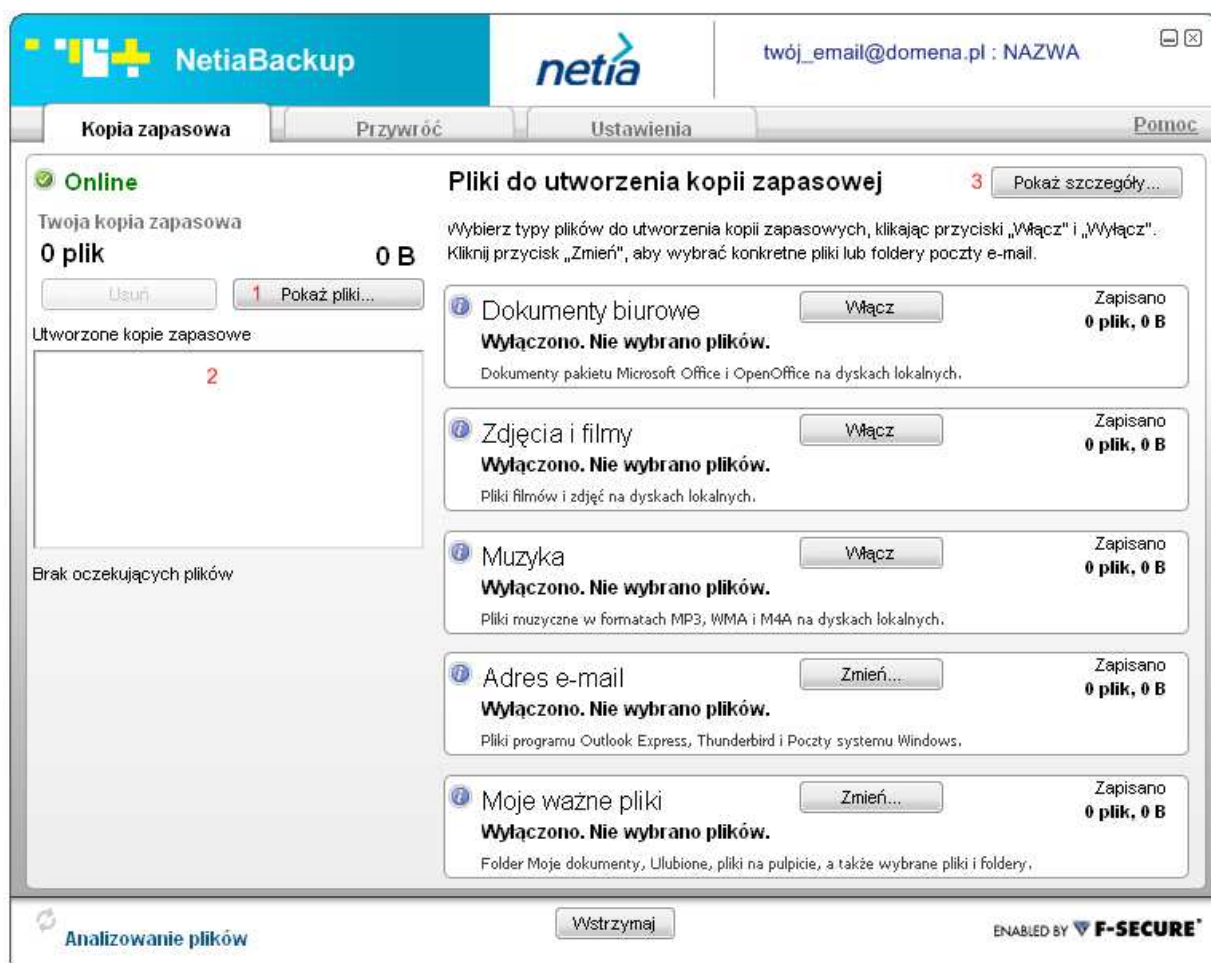 NetiaBackup
netia
twój_email@domena.pl : NAZWA
Kopia zapasowa
Przywróć
Ustawienia
Pomoc
Online
Twoja kopia zapasowa
0 plik 0 B
Usuń
1 Pokaż pliki...
Utworzone kopie zapasowe
2
Brak oczekujących plików
Pliki do utworzenia kopii zapasowej
3 Pokaż szczegóły...
Wybierz typy plików do utworzenia kopii zapasowych, klikając przyciski „Włącz" i „Wyłącz".
Kliknij przycisk „Zmień", aby wybrać konkretne pliki lub foldery poczty e-mail.
Dokumenty biurowe
Włącz
Zapisano
0 plik, 0 B
Wyłączono. Nie wybrano plików.
Dokumenty pakietu Microsoft Office i OpenOffice na dyskach lokalnych.
Zdjęcia i filmy
Włącz
Zapisano
0 plik, 0 B
Wyłączono. Nie wybrano plików.
Pliki filmów i zdjęć na dyskach lokalnych.
Muzyka
Włącz
Zapisano
0 plik, 0 B
Wyłączono. Nie wybrano plików.
Pliki muzyczne w formatach MP3, WMA i M4A na dyskach lokalnych.
Adres e-mail
Zmień...
Zapisano
0 plik, 0 B
Wyłączono. Nie wybrano plików.
Pliki programu Outlook Express, Thunderbird i Poczty systemu Windows.
Moje ważne pliki
Zmień...
Zapisano
0 plik, 0 B
Wyłączono. Nie wybrano plików.
Folder Moje dokumenty, Ulubione, pliki na pulpicie, a także wybrane pliki i foldery.
Analizowanie plików
Wstrzymaj
ENABLED BY F-SECURE